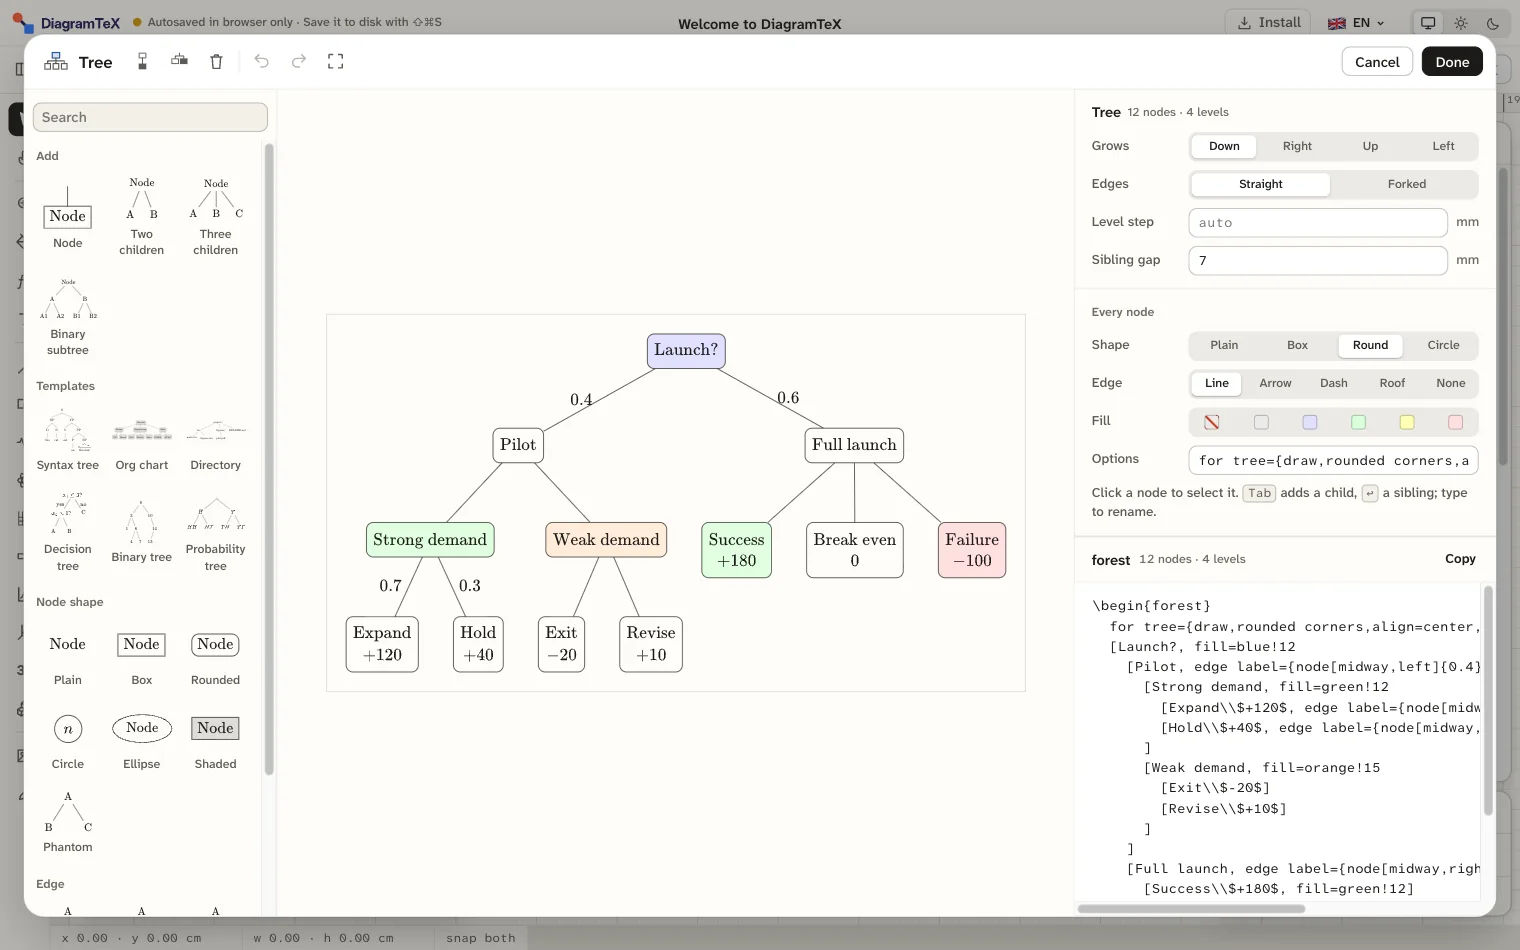 DiagramTeX
Autosaved in browser only · Save it to disk with ⇧⌘S
Welcome to DiagramTeX
Install
EN
Tree
Cancel
Done
Search
Add
Node
Node
Node
A B
Two
children
Node
A B C
Three
children
Node
A B
A1 A2 B1 B2
Binary
subtree
Templates
Syntax tree
Org chart
Directory
Decision
tree
Binary tree
Probability
tree
Node shape
Node
Plain
Node
Box
Node
Rounded
n
Circle
Node
Ellipse
Node
Shaded
A
B C
Phantom
Edge
A A A
Launch?
0.4
0.6
Pilot
Full launch
Strong demand
Weak demand
Success
+180
Break even
0
Failure
−100
0.7
0.3
Expand
+120
Hold
+40
Exit
−20
Revise
+10
Tree 12 nodes · 4 levels
Grows Down Right Up Left
Edges Straight Forked
Level step auto mm
Sibling gap 7 mm
Every node
Shape Plain Box Round Circle
Edge Line Arrow Dash Roof None
Fill
Options for tree={draw,rounded corners,a
Click a node to select it. Tab adds a child, ↩ a sibling; type
to rename.
forest 12 nodes · 4 levels Copy
\begin{forest}
for tree={draw,rounded corners,align=center,
[Launch?, fill=blue!12
[Pilot, edge label={node[midway,left]{0.4}
[Strong demand, fill=green!12
[Expand\\$+120$, edge label={node[midw
[Hold\\$+40$, edge label={node[midway,
]
[Weak demand, fill=orange!15
[Exit\\$-20$]
[Revise\\$+10$]
]
]
[Full launch, edge label={node[midway,righ
[Success\\$+180$, fill=green!12]
x 0.00 · y 0.00 cm
w 0.00 · h 0.00 cm
snap both